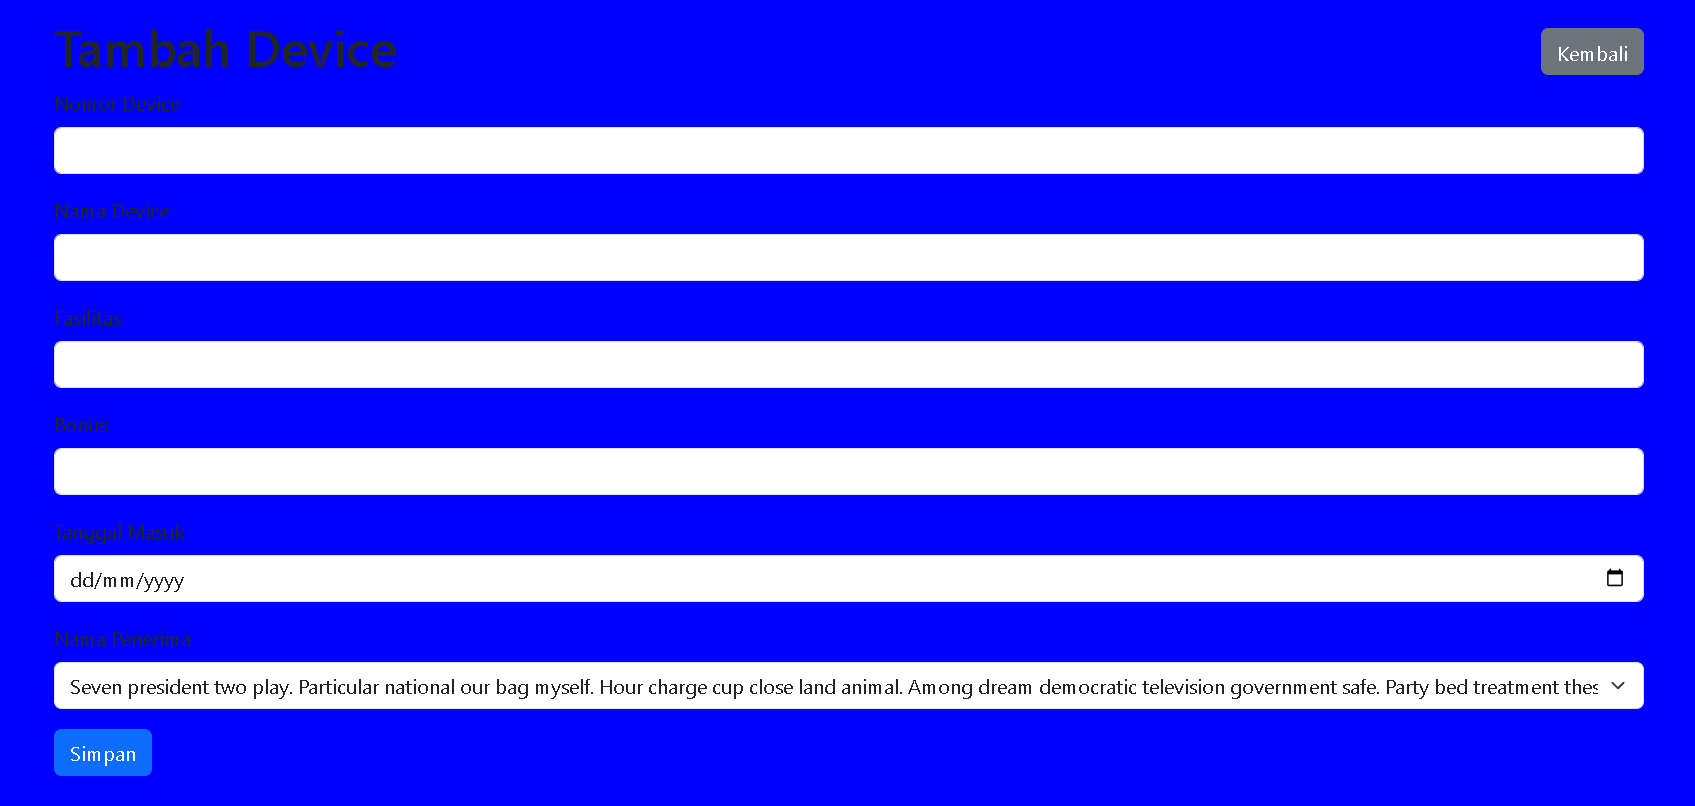 Tambah Device
Kembali
Nomer Device
Nama Device
Fasilitas
Bonus
Tanggal Masuk
dd/mm/yyyy
Nama Penerima
Seven president two play. Particular national our bag myself. Hour charge cup close land animal. Among dream democratic television government safe. Party bed treatment thes
Simpan